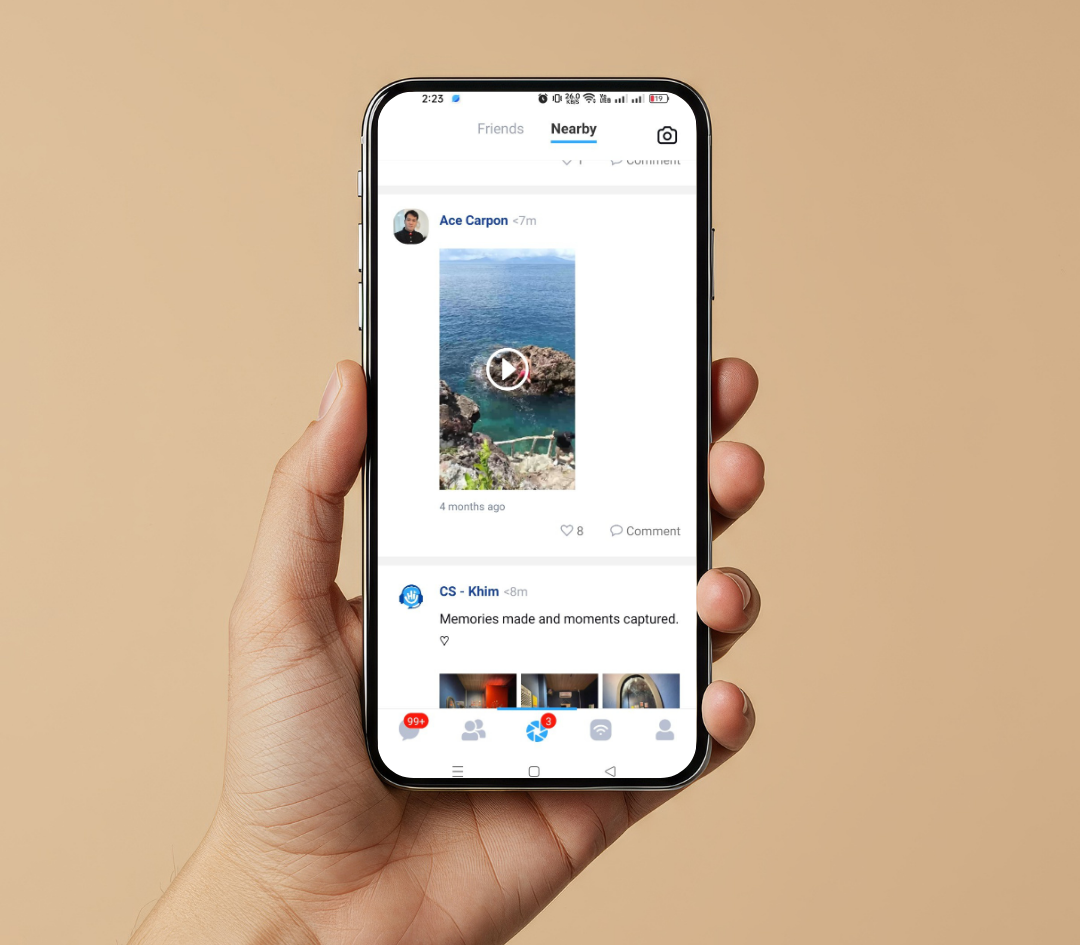 2:23
26.0 KB/S
19
Friends Nearby
1 Comment
Ace Carpon <7m
4 months ago
8 Comment
CS - Khim <8m
Memories made and moments captured.
♡
99+ 3